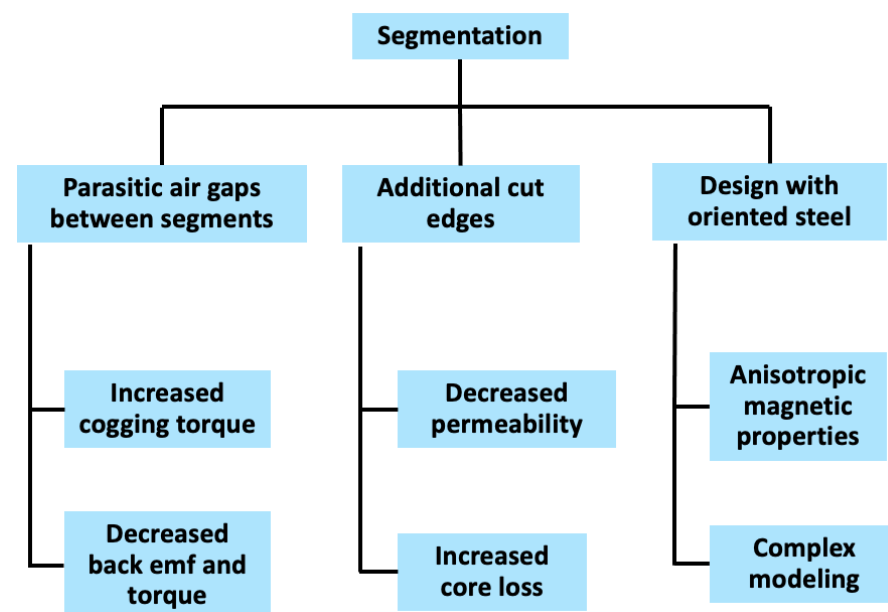 Segmentation
Parasitic air gaps
between segments
Additional cut
edges
Design with
oriented steel
Increased
cogging torque
Decreased
back emf and
torque
Decreased
permeability
Increased
core loss
Anisotropic
magnetic
properties
Complex
modeling